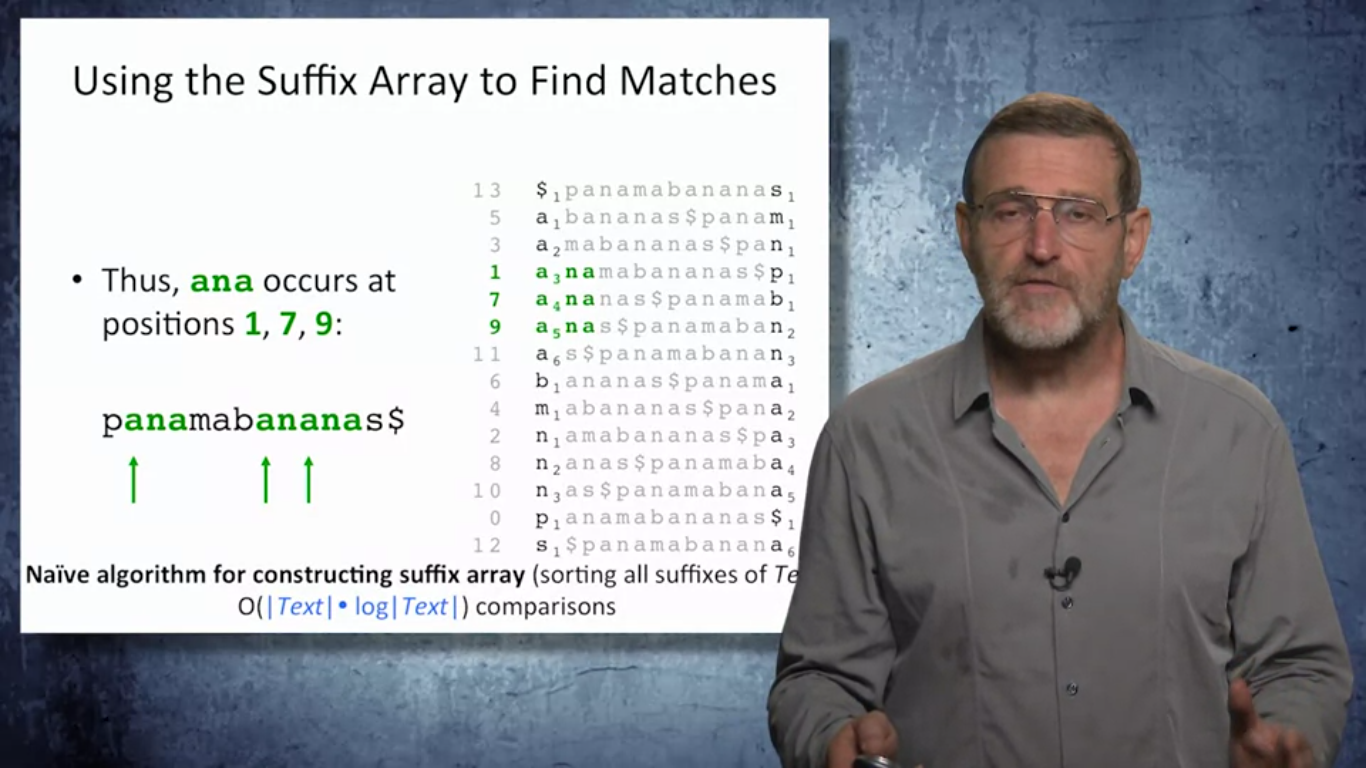 Using the Suffix Array to Find Matches
• Thus, ana occurs at
positions 1, 7, 9:
panamabananas$
13 $₁panamabananas₁
5 a₁bananas$panam₁
3 a₂mabananas$pan₁
1 a₃namabananas$p₁
7 a₄nanas$panamab₁
9 a₅nas$panamaban₂
11 a₆s$panamabanan₃
6 b₁ananas$panama₁
4 m₁abananas$pana₂
2 n₁amabananas$pa₃
8 n₂anas$panamaba₄
10 n₃as$panamabana₅
0 p₁anamabananas$₁
12 s₁$panamabanana₆
Naïve algorithm for constructing suffix array (sorting all suffixes of
O(|Text|•log|Text|) comparisons